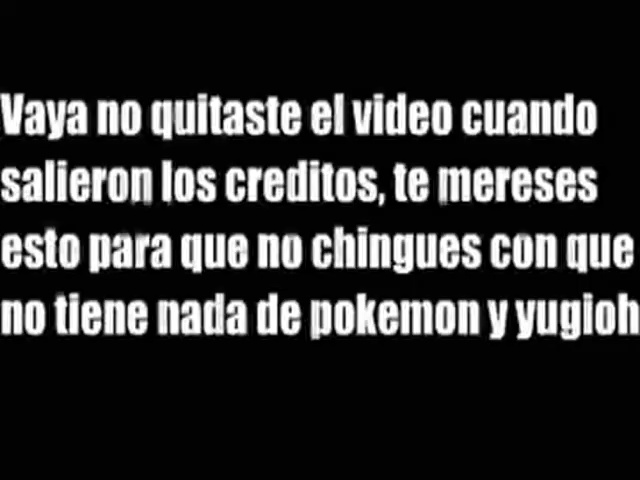 Vaya no quitaste el video cuando
salieron los creditos, te mereses
esto para que no chingues con que
no tiene nada de pokemon y yugioh